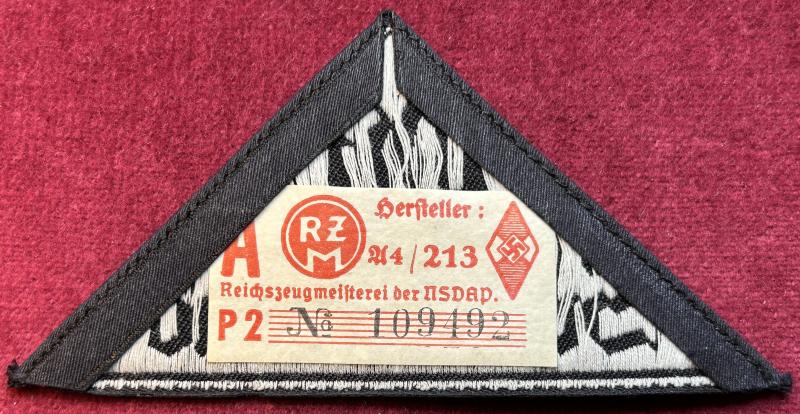 A
RZM
Hersteller:
A4/213
Reichszeugmeisterei der NSDAP.
P2 No 109492